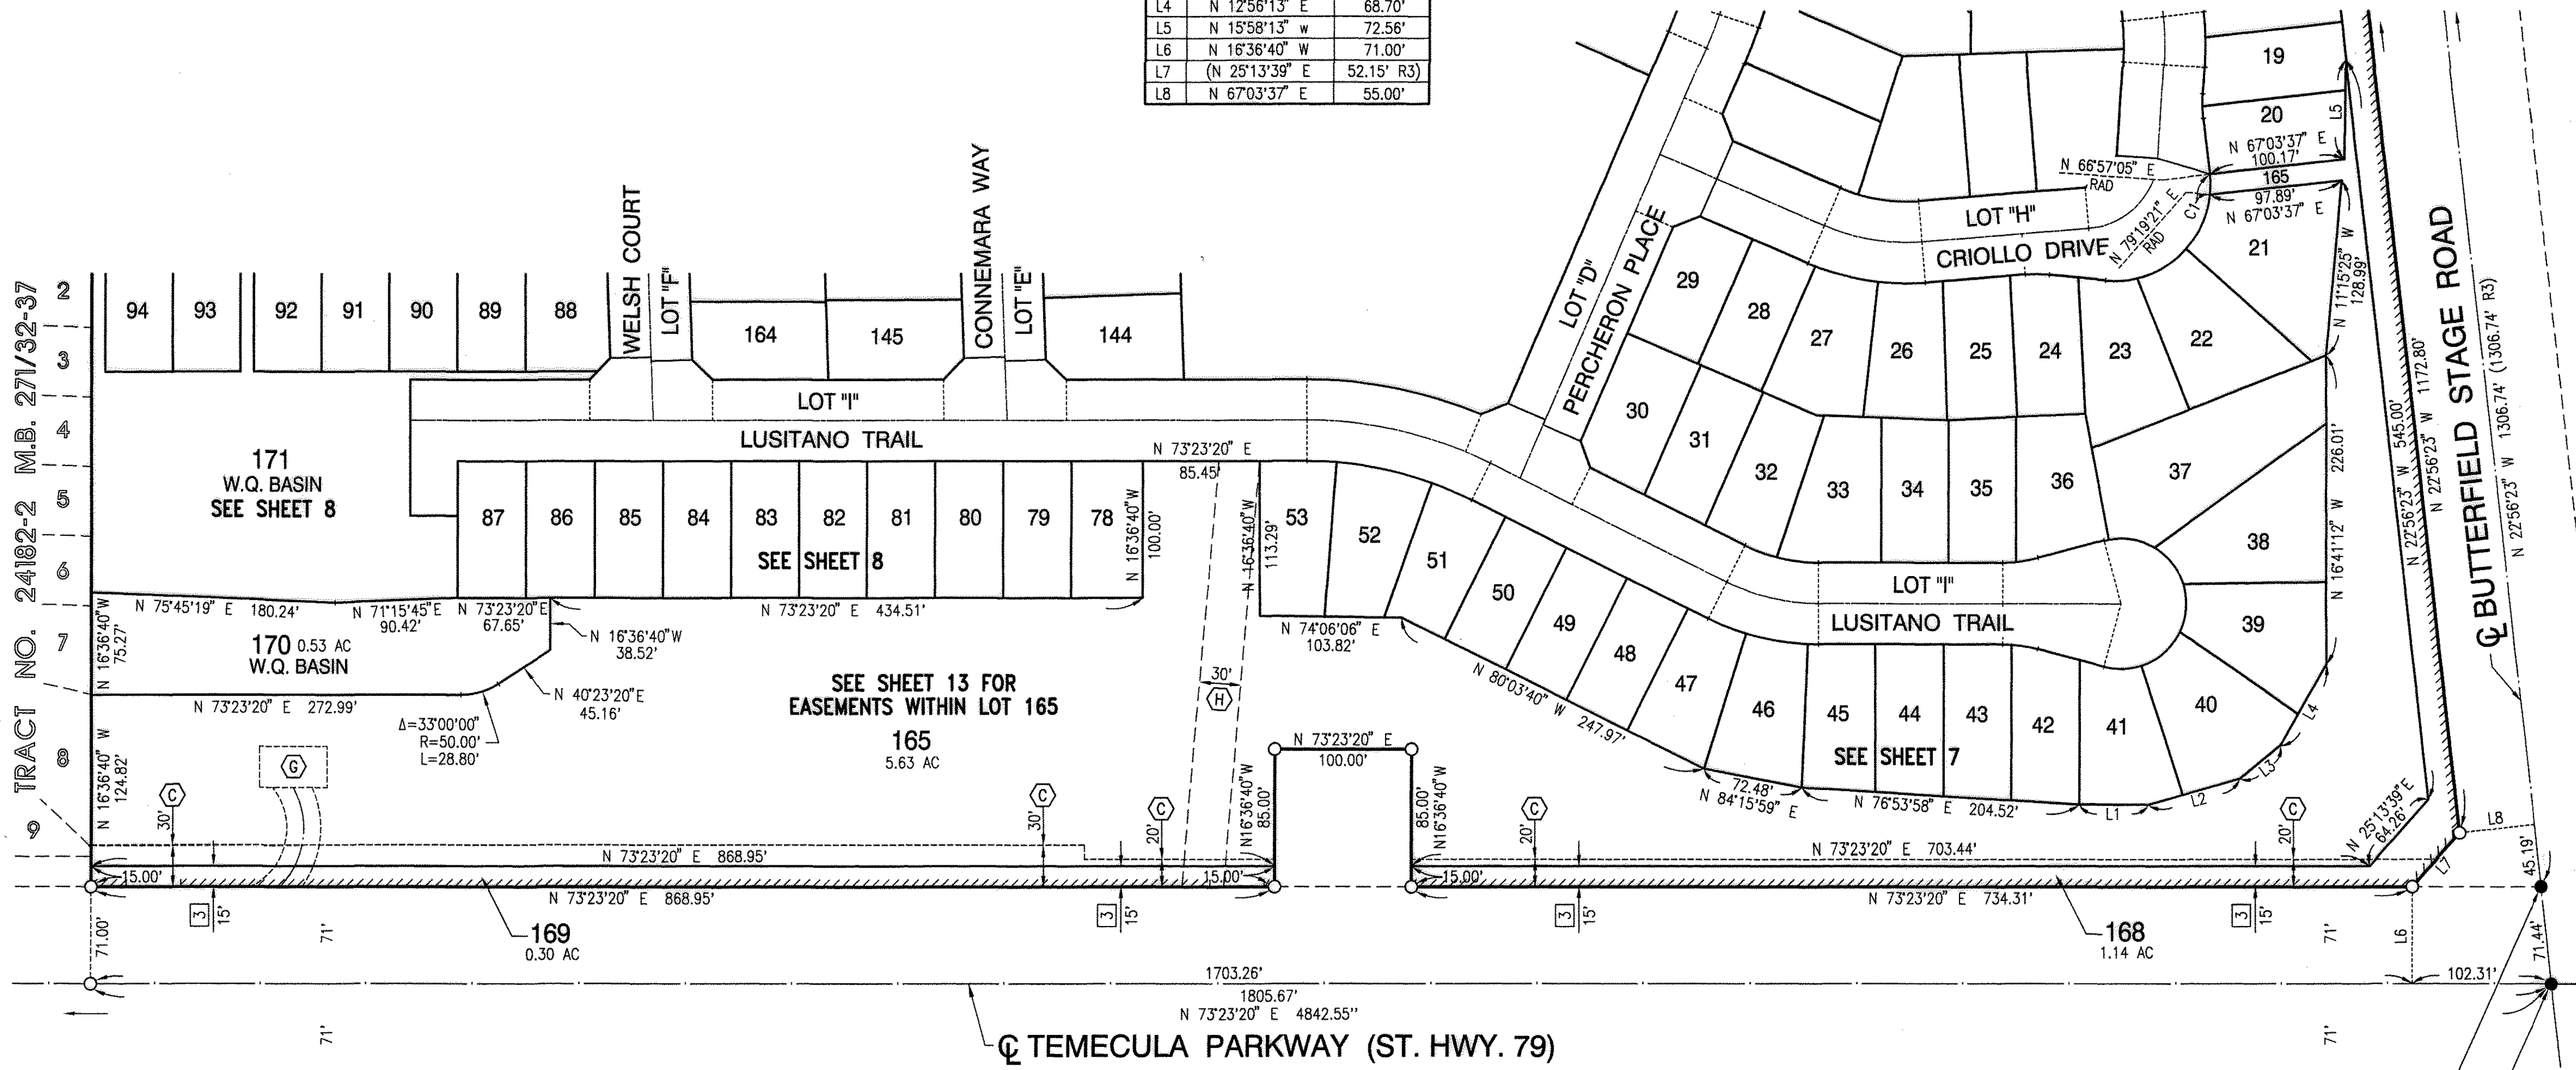 L4 N 12°56'13" E 68.70'
L5 N 15°58'13" w 72.56'
L6 N 16°36'40" W 71.00'
L7 (N 25°13'39" E 52.15' R3)
L8 N 67°03'37" E 55.00'
19
20
L5
N 67°03'37" E
100.17'
165
97.89'
N 67°03'37" E
N 66°57'05" E
RAD
N 79°19'21" E
RAD
C1
21
N 11°15'25" W
128.99'
LOT "H"
CRIOLLO DRIVE
LOT "D"
PERCHERON PLACE
29
28
27
26
25
24
23
22
30
31
32
33
34
35
36
37
38
39
40
N 16°41'12" W 226.01'
N 22°56'23" W 545.00'
N 22°56'23" W 1172.80'
BUTTERFIELD STAGE ROAD
N 22°56'23" W 1306.74' (1306.74' R3)
TRACT NO. 24182-2 M.B. 271/32-37
2
3
4
5
6
7
8
9
94
93
92
91
90
89
88
WELSH COURT
LOT "F"
164
145
CONNEMARA WAY
LOT "E"
144
LOT "I"
LUSITANO TRAIL
N 73°23'20" E
85.45'
171
W.Q. BASIN
SEE SHEET 8
87
86
85
84
83
82
81
80
79
78
SEE SHEET 8
N 16°36'40" W
100.00'
N 16°36'40" W
113.29'
53
52
51
50
49
48
47
46
45
44
43
42
41
SEE SHEET 7
LOT "I"
LUSITANO TRAIL
N 75°45'19" E 180.24'
N 71°15'45" E
90.42'
N 73°23'20" E
67.65'
N 73°23'20" E 434.51'
N 16°36'40" W
75.27'
170 0.53 AC
W.Q. BASIN
N 16°36'40" W
38.52'
N 40°23'20" E
45.16'
N 73°23'20" E 272.99'
Δ=33°00'00"
R=50.00'
L=28.80'
SEE SHEET 13 FOR
EASEMENTS WITHIN LOT 165
165
5.63 AC
30'
H
N 74°06'06" E
103.82'
N 80°03'40" W 247.97'
72.48'
N 84°15'59" E
N 76°53'58" E 204.52'
L1
L2
L3
L4
N 16°36'40" W
124.82'
G
C
30'
C
30'
C
20'
N 73°23'20" E
100.00'
N16°36'40" W
85.00'
85.00'
N16°36'40" W
C
20'
C
20'
N 25°13'39" E
64.26'
L8
L7
45.19'
N 73°23'20" E 868.95'
N 73°23'20" E 703.44'
15.00'
15.00'
15.00'
N 73°23'20" E 868.95'
N 73°23'20" E 734.31'
3
15'
3
15'
3
15'
3
15'
71.00'
71'
169
0.30 AC
168
1.14 AC
71'
L6
71.44'
102.31'
1703.26'
1805.67'
N 73°23'20" E 4842.55"
71'
71'
℄ TEMECULA PARKWAY (ST. HWY. 79)